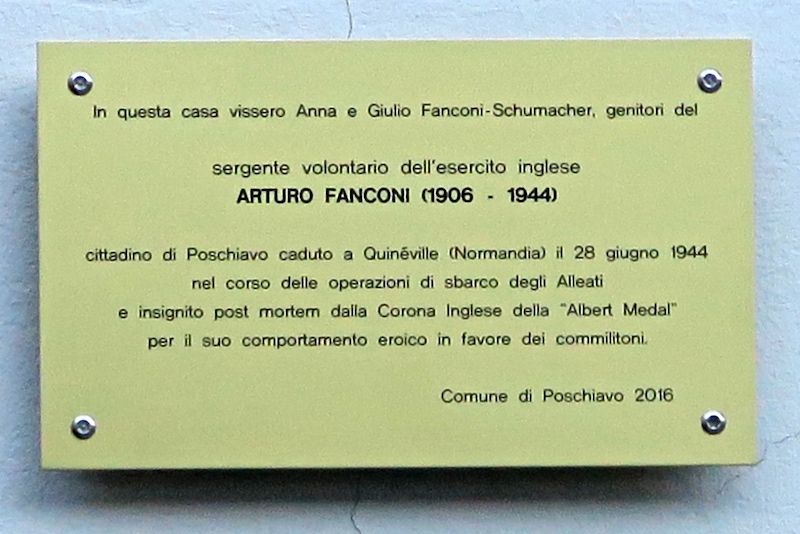 In questa casa vissero Anna e Giulio Fanconi-Schumacher, genitori del
sergente volontario dell'esercito inglese
ARTURO FANCONI (1906 - 1944)
cittadino di Poschiavo caduto a Quinéville (Normandia) il 28 giugno 1944
nel corso delle operazioni di sbarco degli Alleati
e insignito post mortem dalla Corona Inglese della "Albert Medal"
per il suo comportamento eroico in favore dei commilitoni.
Comune di Poschiavo 2016